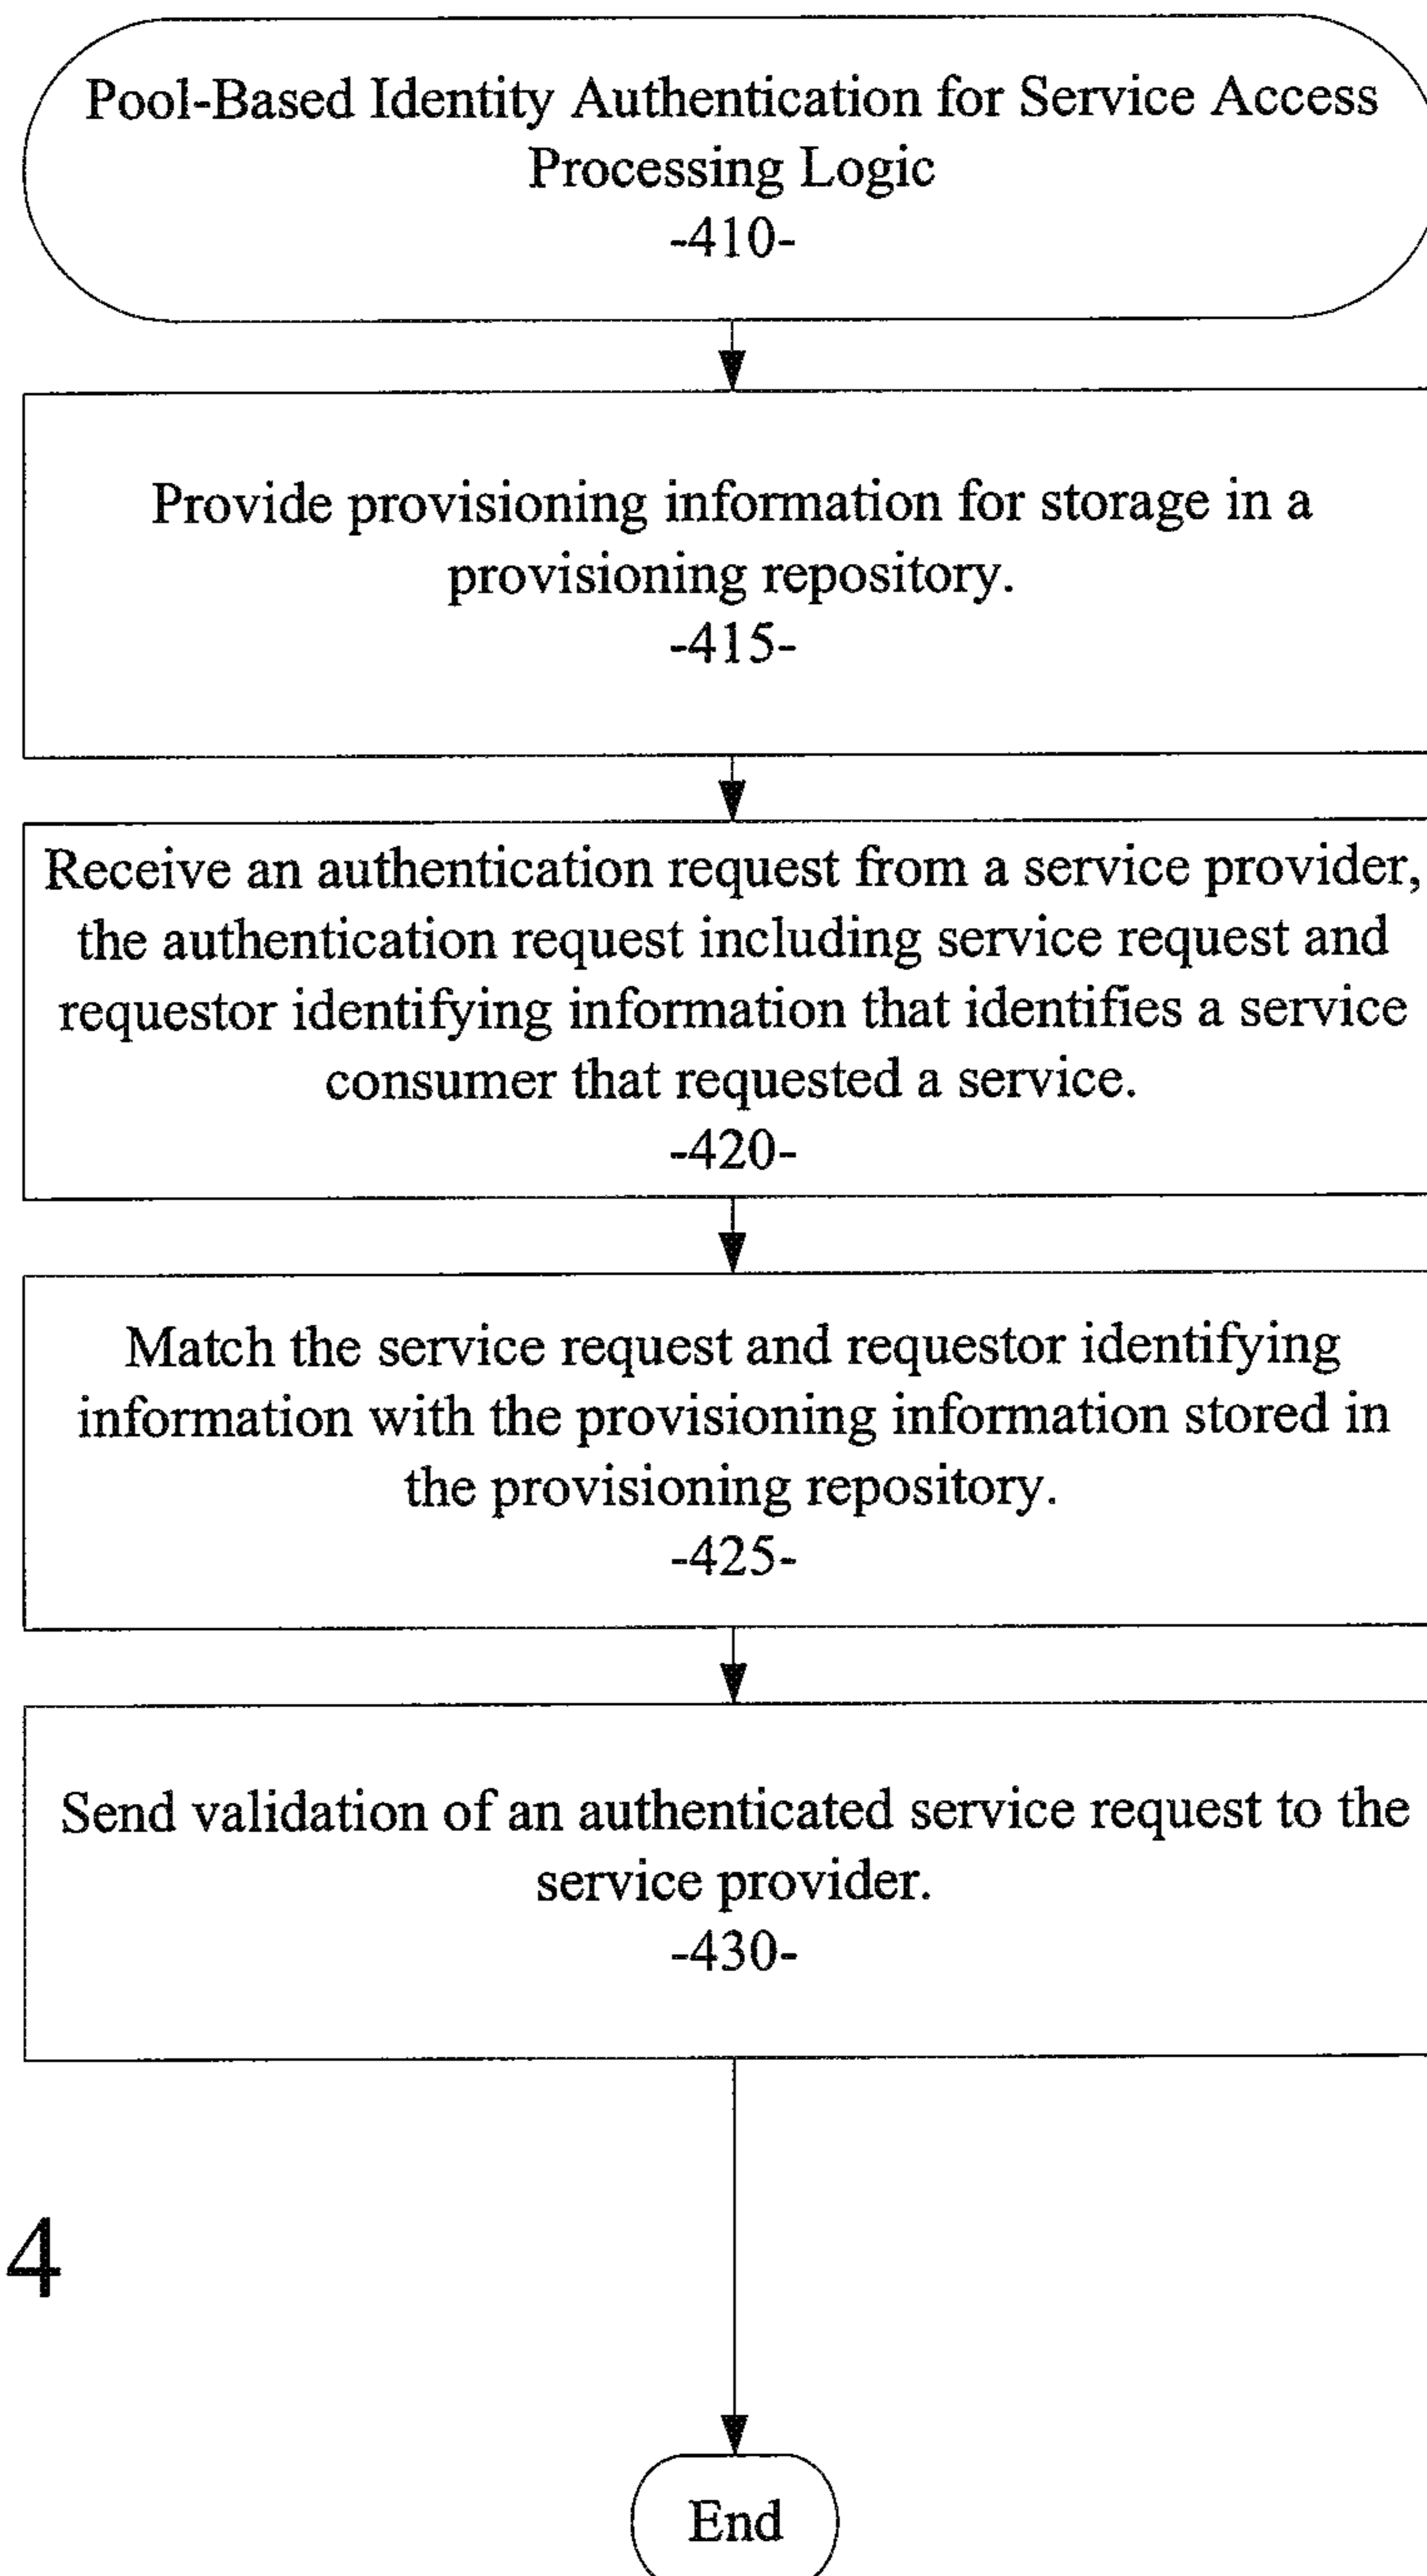 Pool-Based Identity Authentication for Service Access
Processing Logic
-410-
Provide provisioning information for storage in a
provisioning repository.
-415-
Receive an authentication request from a service provider,
the authentication request including service request and
requestor identifying information that identifies a service
consumer that requested a service.
-420-
Match the service request and requestor identifying
information with the provisioning information stored in
the provisioning repository.
-425-
Send validation of an authenticated service request to the
service provider.
-430-
4
End